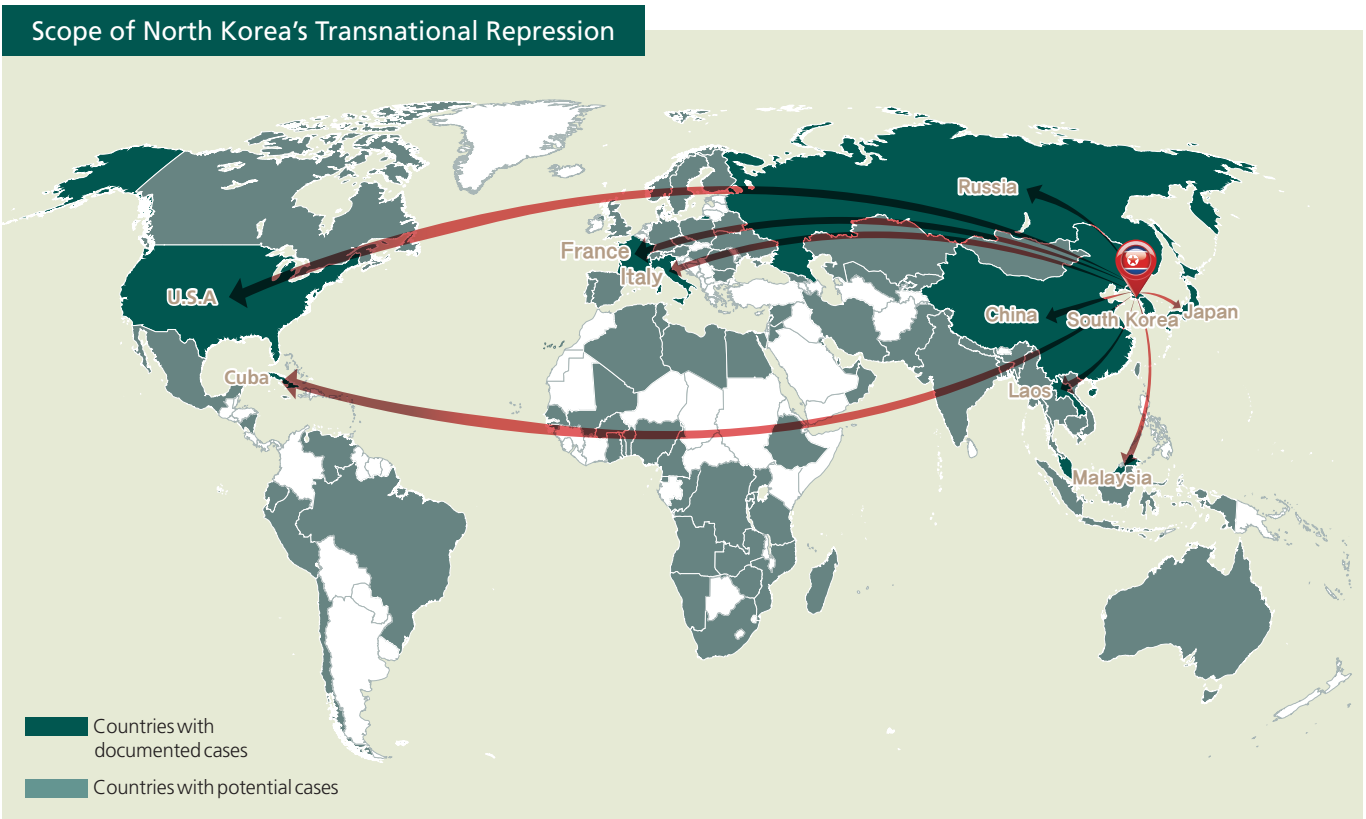 Scope of North Korea's Transnational Repression
Russia
France
Italy
U.S.A
China
South Korea
Japan
Cuba
Laos
Malaysia
Countries with
documented cases
Countries with potential cases